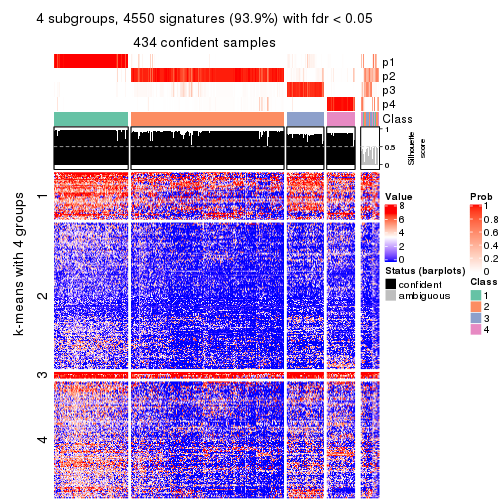 4 subgroups, 4550 signatures (93.9%) with fdr < 0.05
434 confident samples
p1
p2
p3
p4
Class
1
0.5
0
Silhouette
score
k-means with 4 groups
1
2
3
4
Value
8
6
4
2
0
Status (barplots)
confident
ambiguous
Prob
1
0.8
0.6
0.4
0.2
0
Class
1
2
3
4